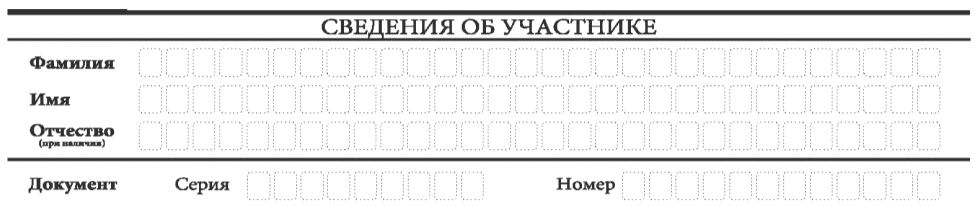 СВЕДЕНИЯ ОБ УЧАСТНИКЕ
Фамилия
Имя
Отчество
(при наличии)
Документ Серия Номер